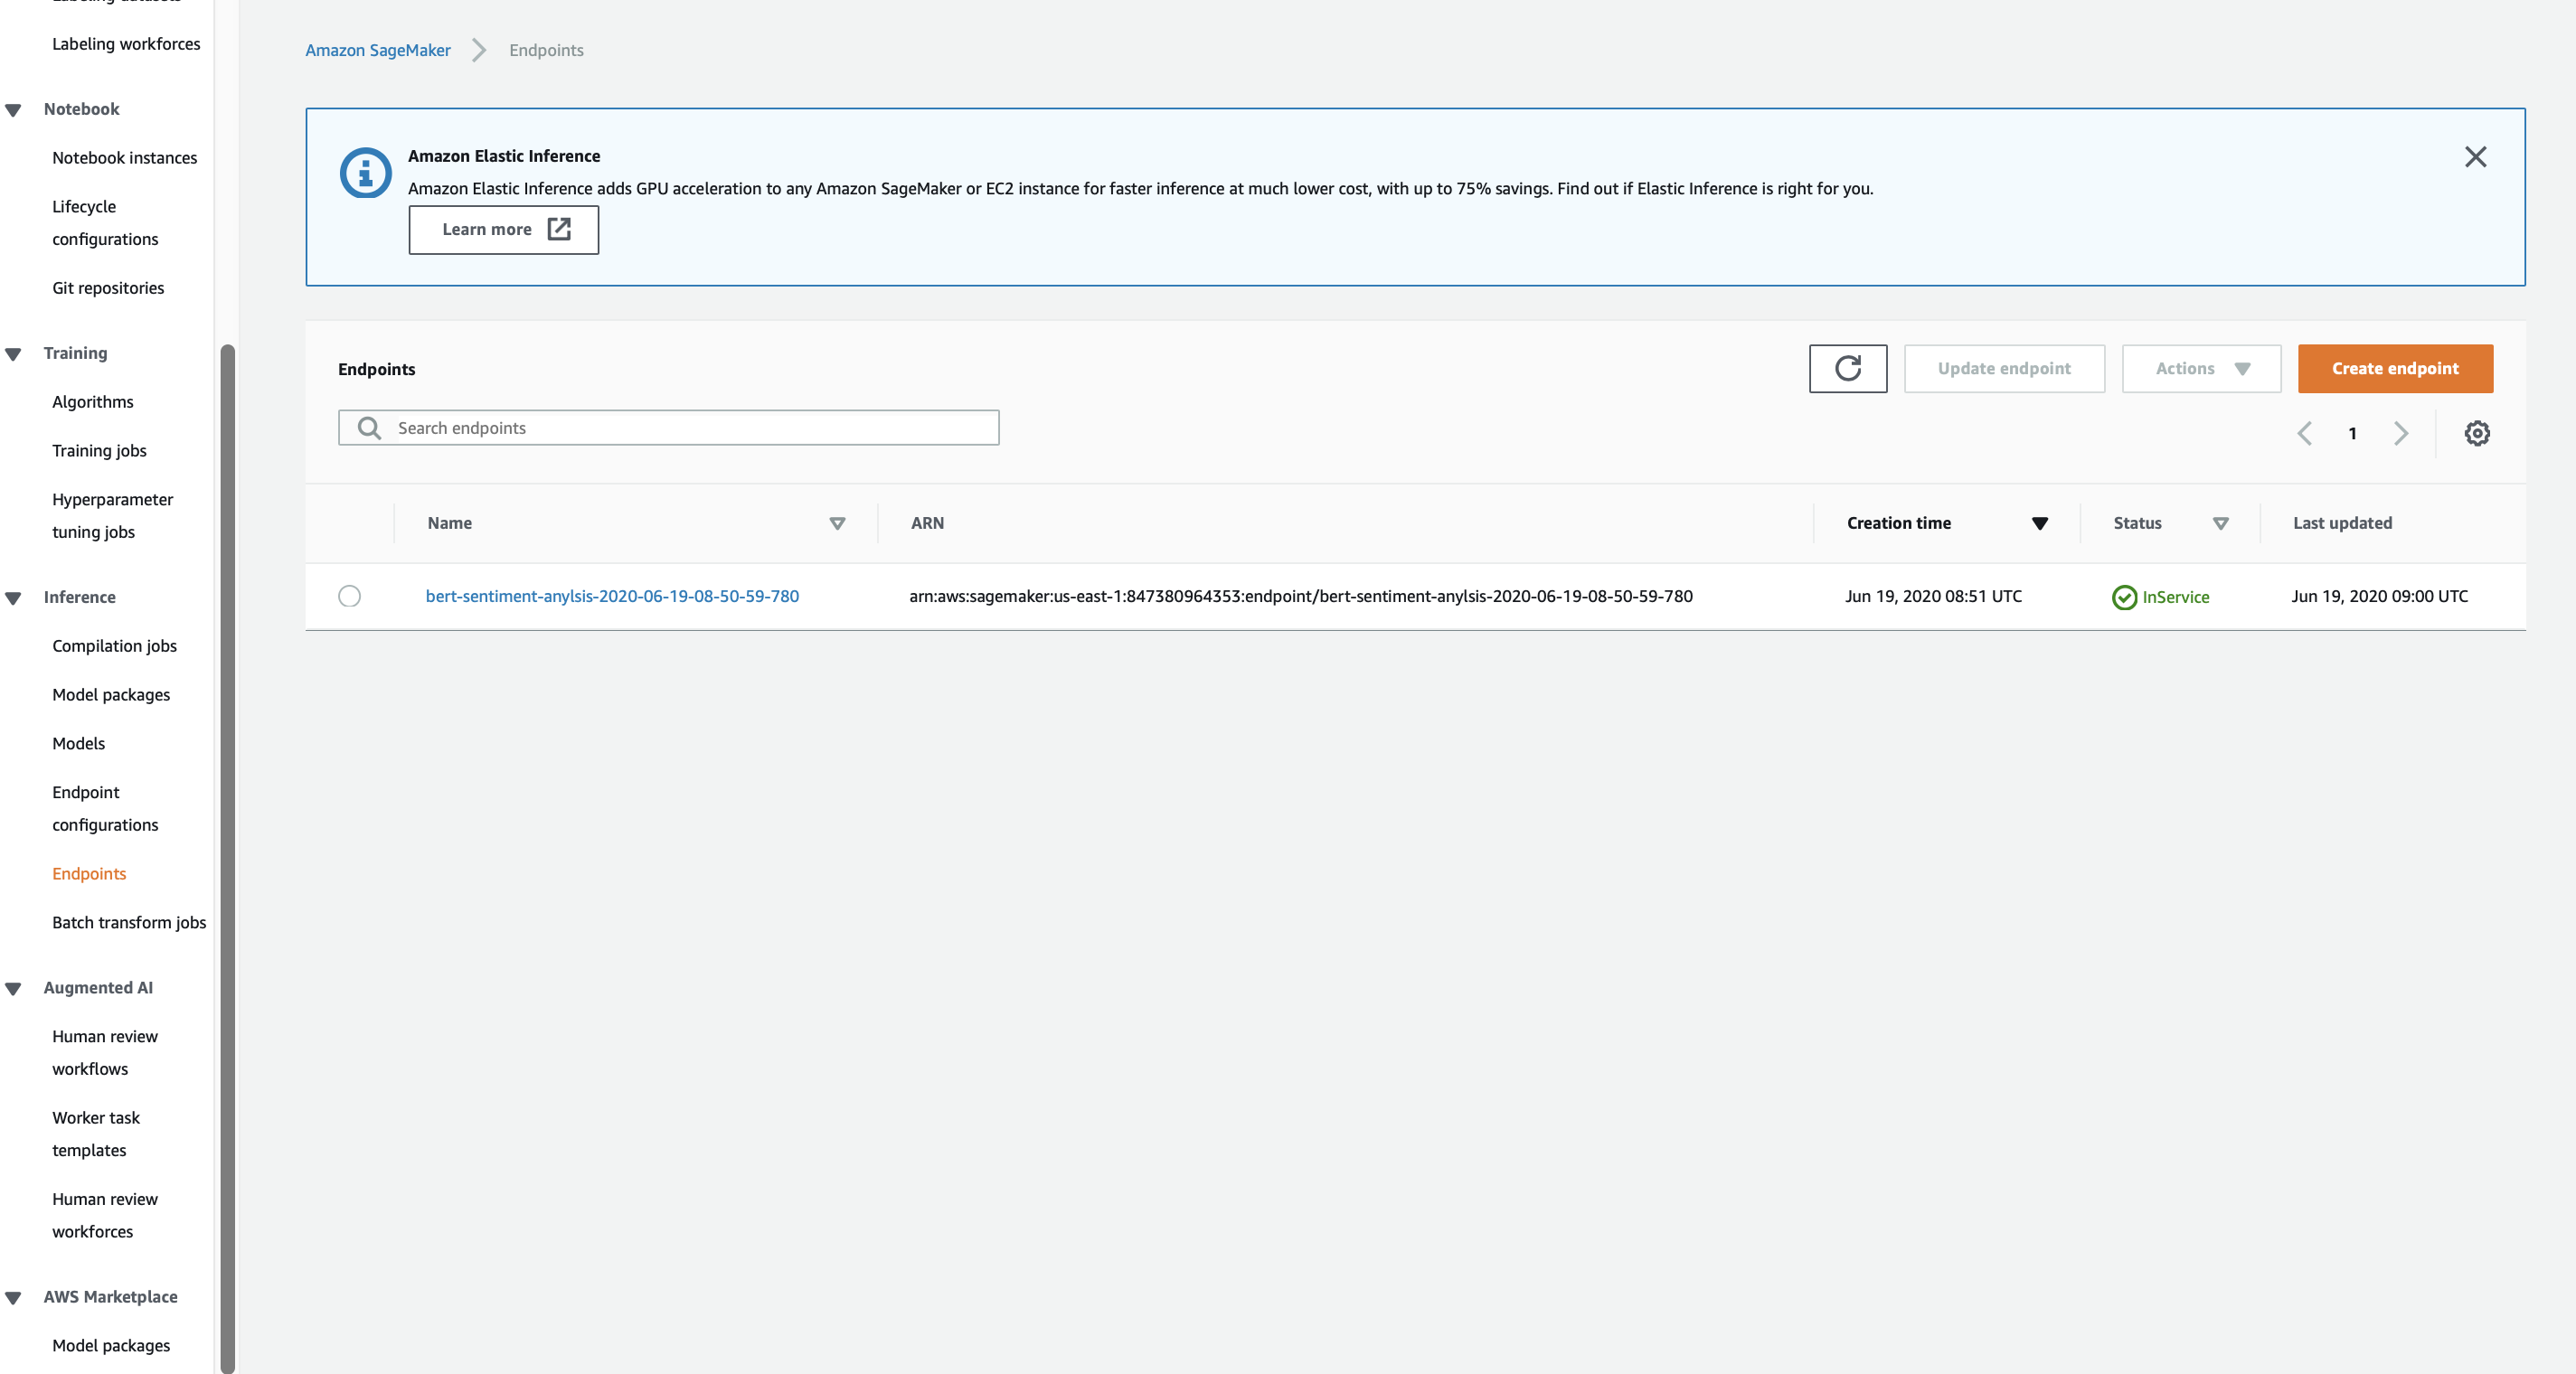 Labeling datasets
Labeling workforces
Notebook
Notebook instances
Lifecycle
configurations
Git repositories
Training
Algorithms
Training jobs
Hyperparameter
tuning jobs
Inference
Compilation jobs
Model packages
Models
Endpoint
configurations
Endpoints
Batch transform jobs
Augmented AI
Human review
workflows
Worker task
templates
Human review
workforces
AWS Marketplace
Model packages
Amazon SageMaker Endpoints
Amazon Elastic Inference
Amazon Elastic Inference adds GPU acceleration to any Amazon SageMaker or EC2 instance for faster inference at much lower cost, with up to 75% savings. Find out if Elastic Inference is right for you.
Learn more
Endpoints
Update endpoint
Actions
Create endpoint
Search endpoints
1
Name ARN Creation time Status Last updated
bert-sentiment-anylsis-2020-06-19-08-50-59-780 arn:aws:sagemaker:us-east-1:847380964353:endpoint/bert-sentiment-anylsis-2020-06-19-08-50-59-780 Jun 19, 2020 08:51 UTC InService Jun 19, 2020 09:00 UTC